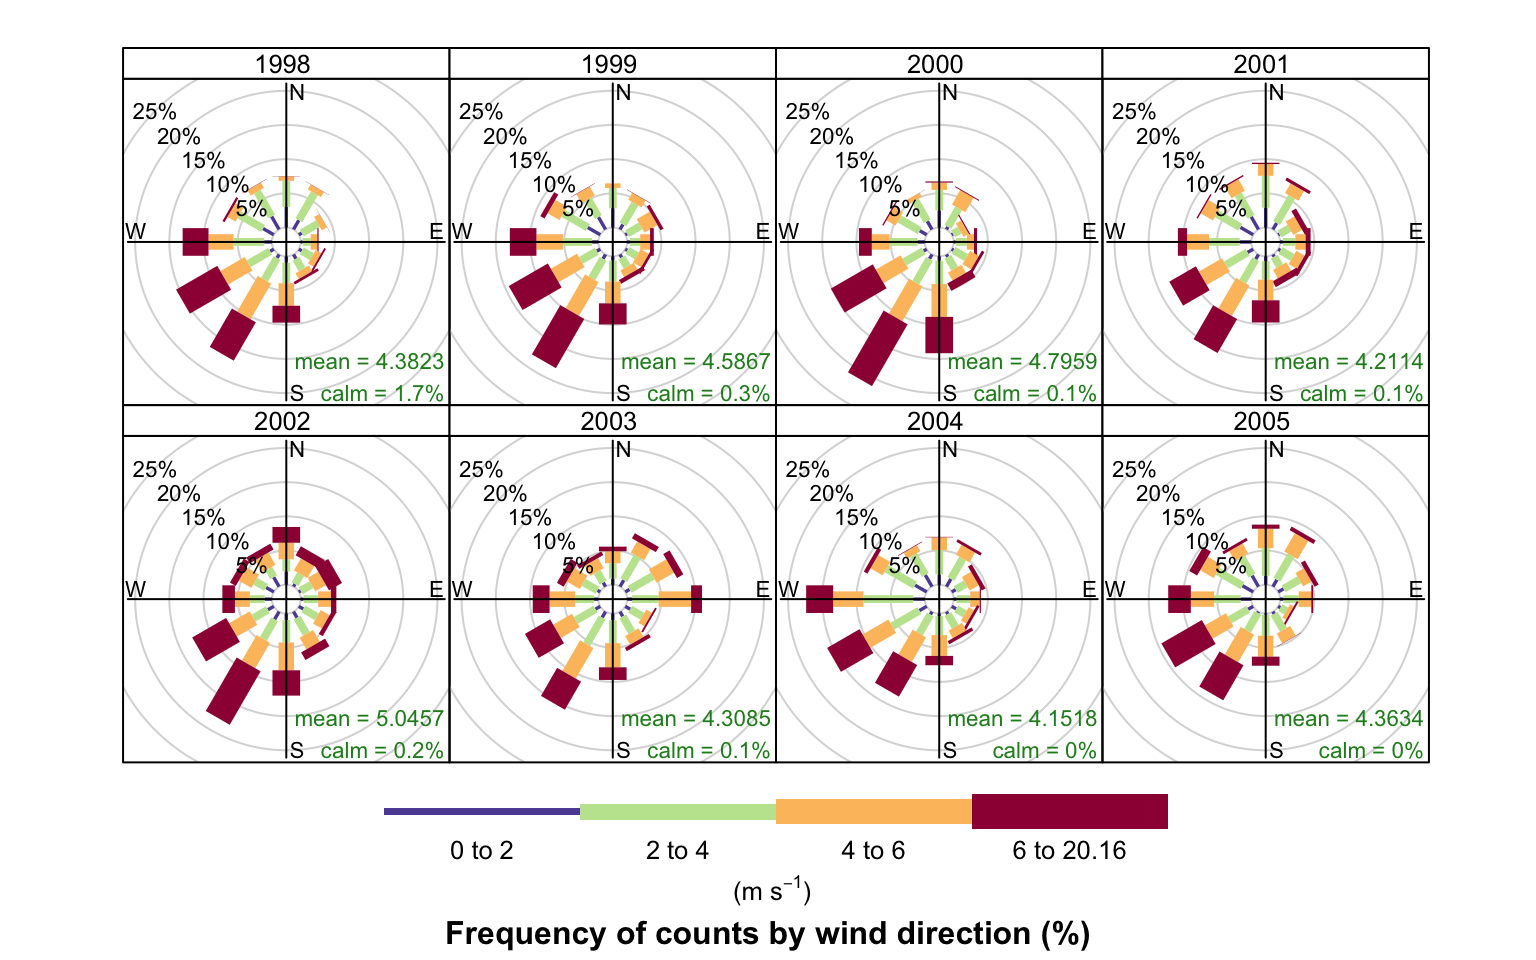 1998 1999 2000 2001
N N N N
25% 25% 25% 25%
20% 20% 20% 20%
15% 15% 15% 15%
10% 10% 10% 10%
5% 5% 5% 5%
W E W E W E W E
mean = 4.3823 mean = 4.5867 mean = 4.7959 mean = 4.2114
S calm = 1.7% S calm = 0.3% S calm = 0.1% S calm = 0.1%
2002 2003 2004 2005
N N N N
25% 25% 25% 25%
20% 20% 20% 20%
15% 15% 15% 15%
10% 10% 10% 10%
5% 5% 5% 5%
W E W E W E W E
mean = 5.0457 mean = 4.3085 mean = 4.1518 mean = 4.3634
S calm = 0.2% S calm = 0.1% S calm = 0% S calm = 0%
0 to 2 2 to 4 4 to 6 6 to 20.16
(m s⁻¹)
Frequency of counts by wind direction (%)